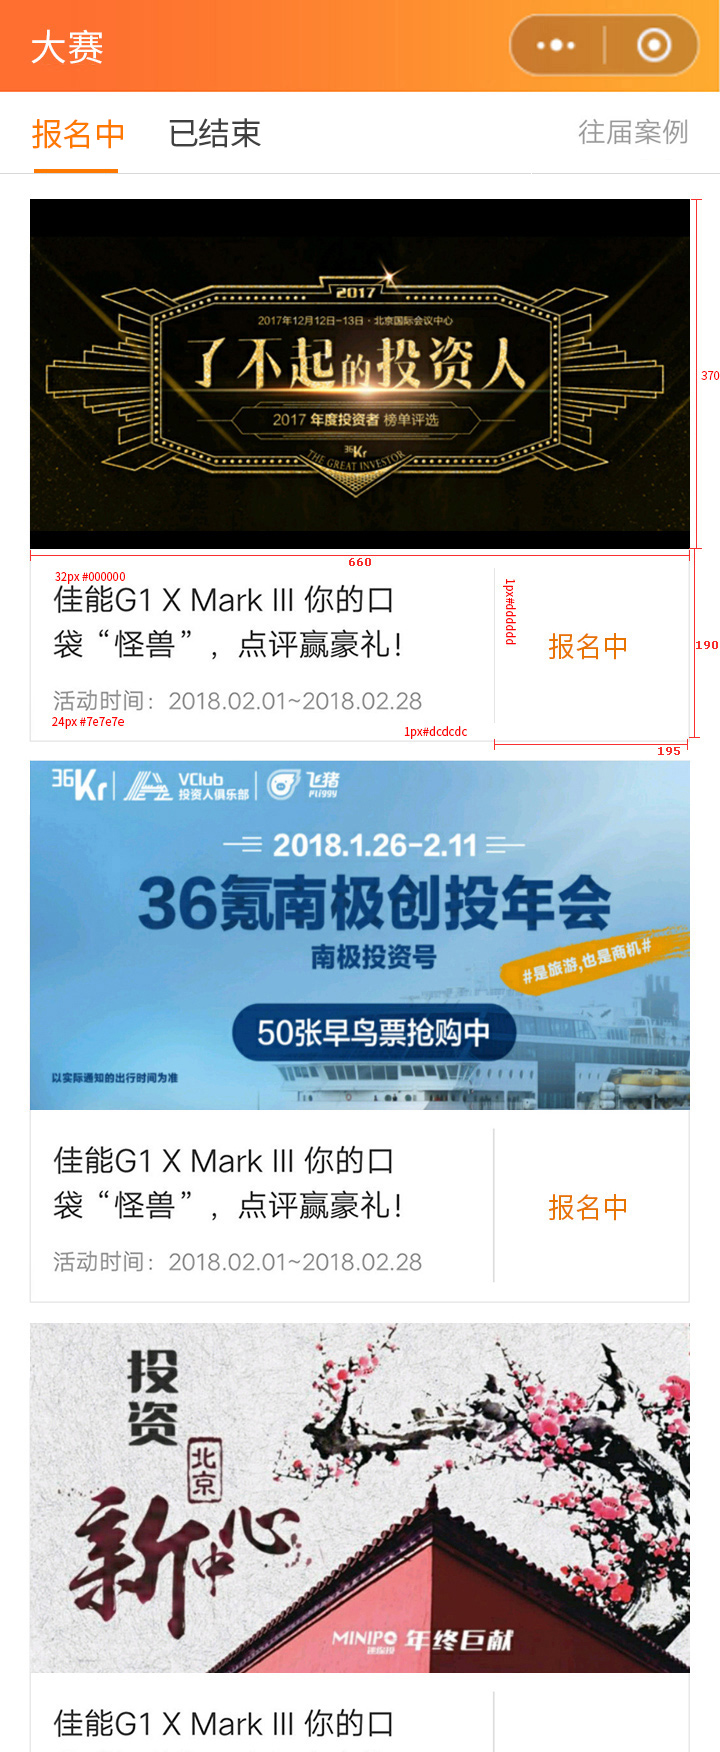 大赛
报名中 已结束 往届案例
2017
2017年12月12日-13日·北京国际会议中心
了不起的投资人
2017 年度投资者 榜单评选
36Kr
THE GREAT INVESTOR
370
660
32px #000000
佳能G1 X Mark III 你的口
袋“怪兽”，点评赢豪礼！
1px#dddddd
报名中
190
活动时间：2018.02.01~2018.02.28
24px #7e7e7e
1px#dcdcdc
195
36Kr VClub 投资人俱乐部 飞猪 Fliggy
2018.1.26-2.11
36氪南极创投年会
南极投资号
#是旅游,也是商机#
50张早鸟票抢购中
以实际通知的出行时间为准
佳能G1 X Mark III 你的口
袋“怪兽”，点评赢豪礼！
报名中
活动时间：2018.02.01~2018.02.28
投资
北京
新中心
MINIPO 年终巨献
佳能G1 X Mark III 你的口